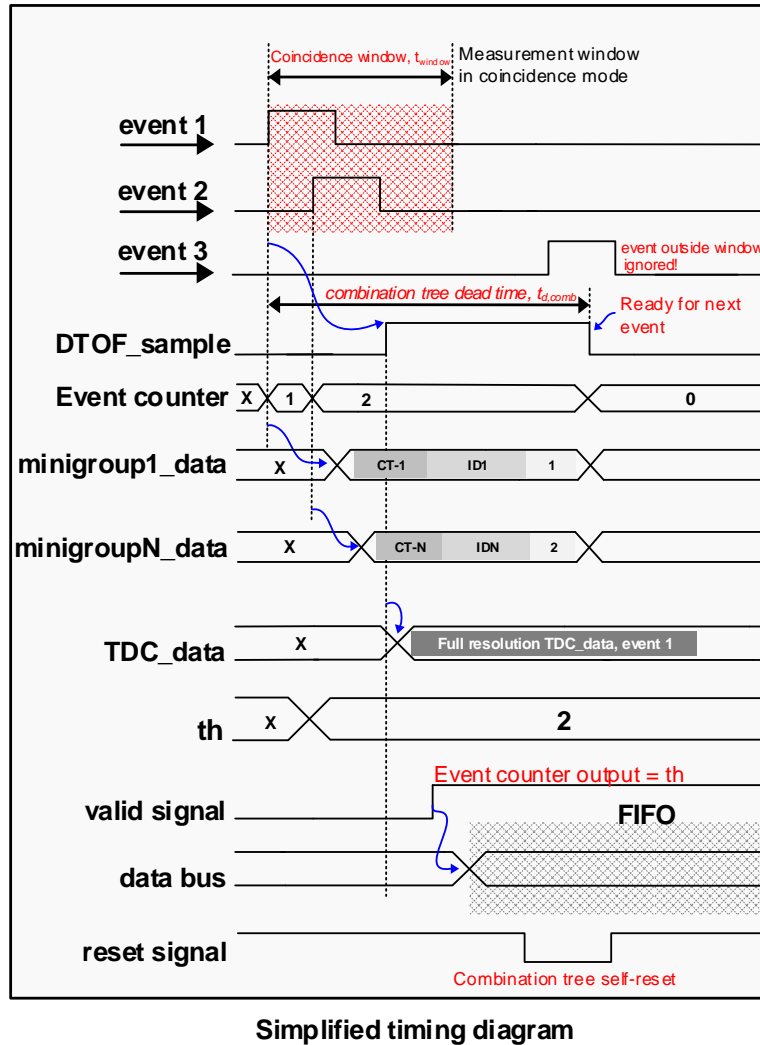 Coincidence window, twindow
Measurement window
in coincidence mode
event 1
event 2
event 3
event outside window
ignored!
combination tree dead time, td,comb
Ready for next
event
DTOF_sample
Event counter
X
1
2
0
minigroup1_data
X
CT-1
ID1
1
minigroupN_data
X
CT-N
IDN
2
TDC_data
X
Full resolution TDC_data, event 1
th
X
2
Event counter output = th
valid signal
FIFO
data bus
reset signal
Combination tree self-reset
Simplified timing diagram